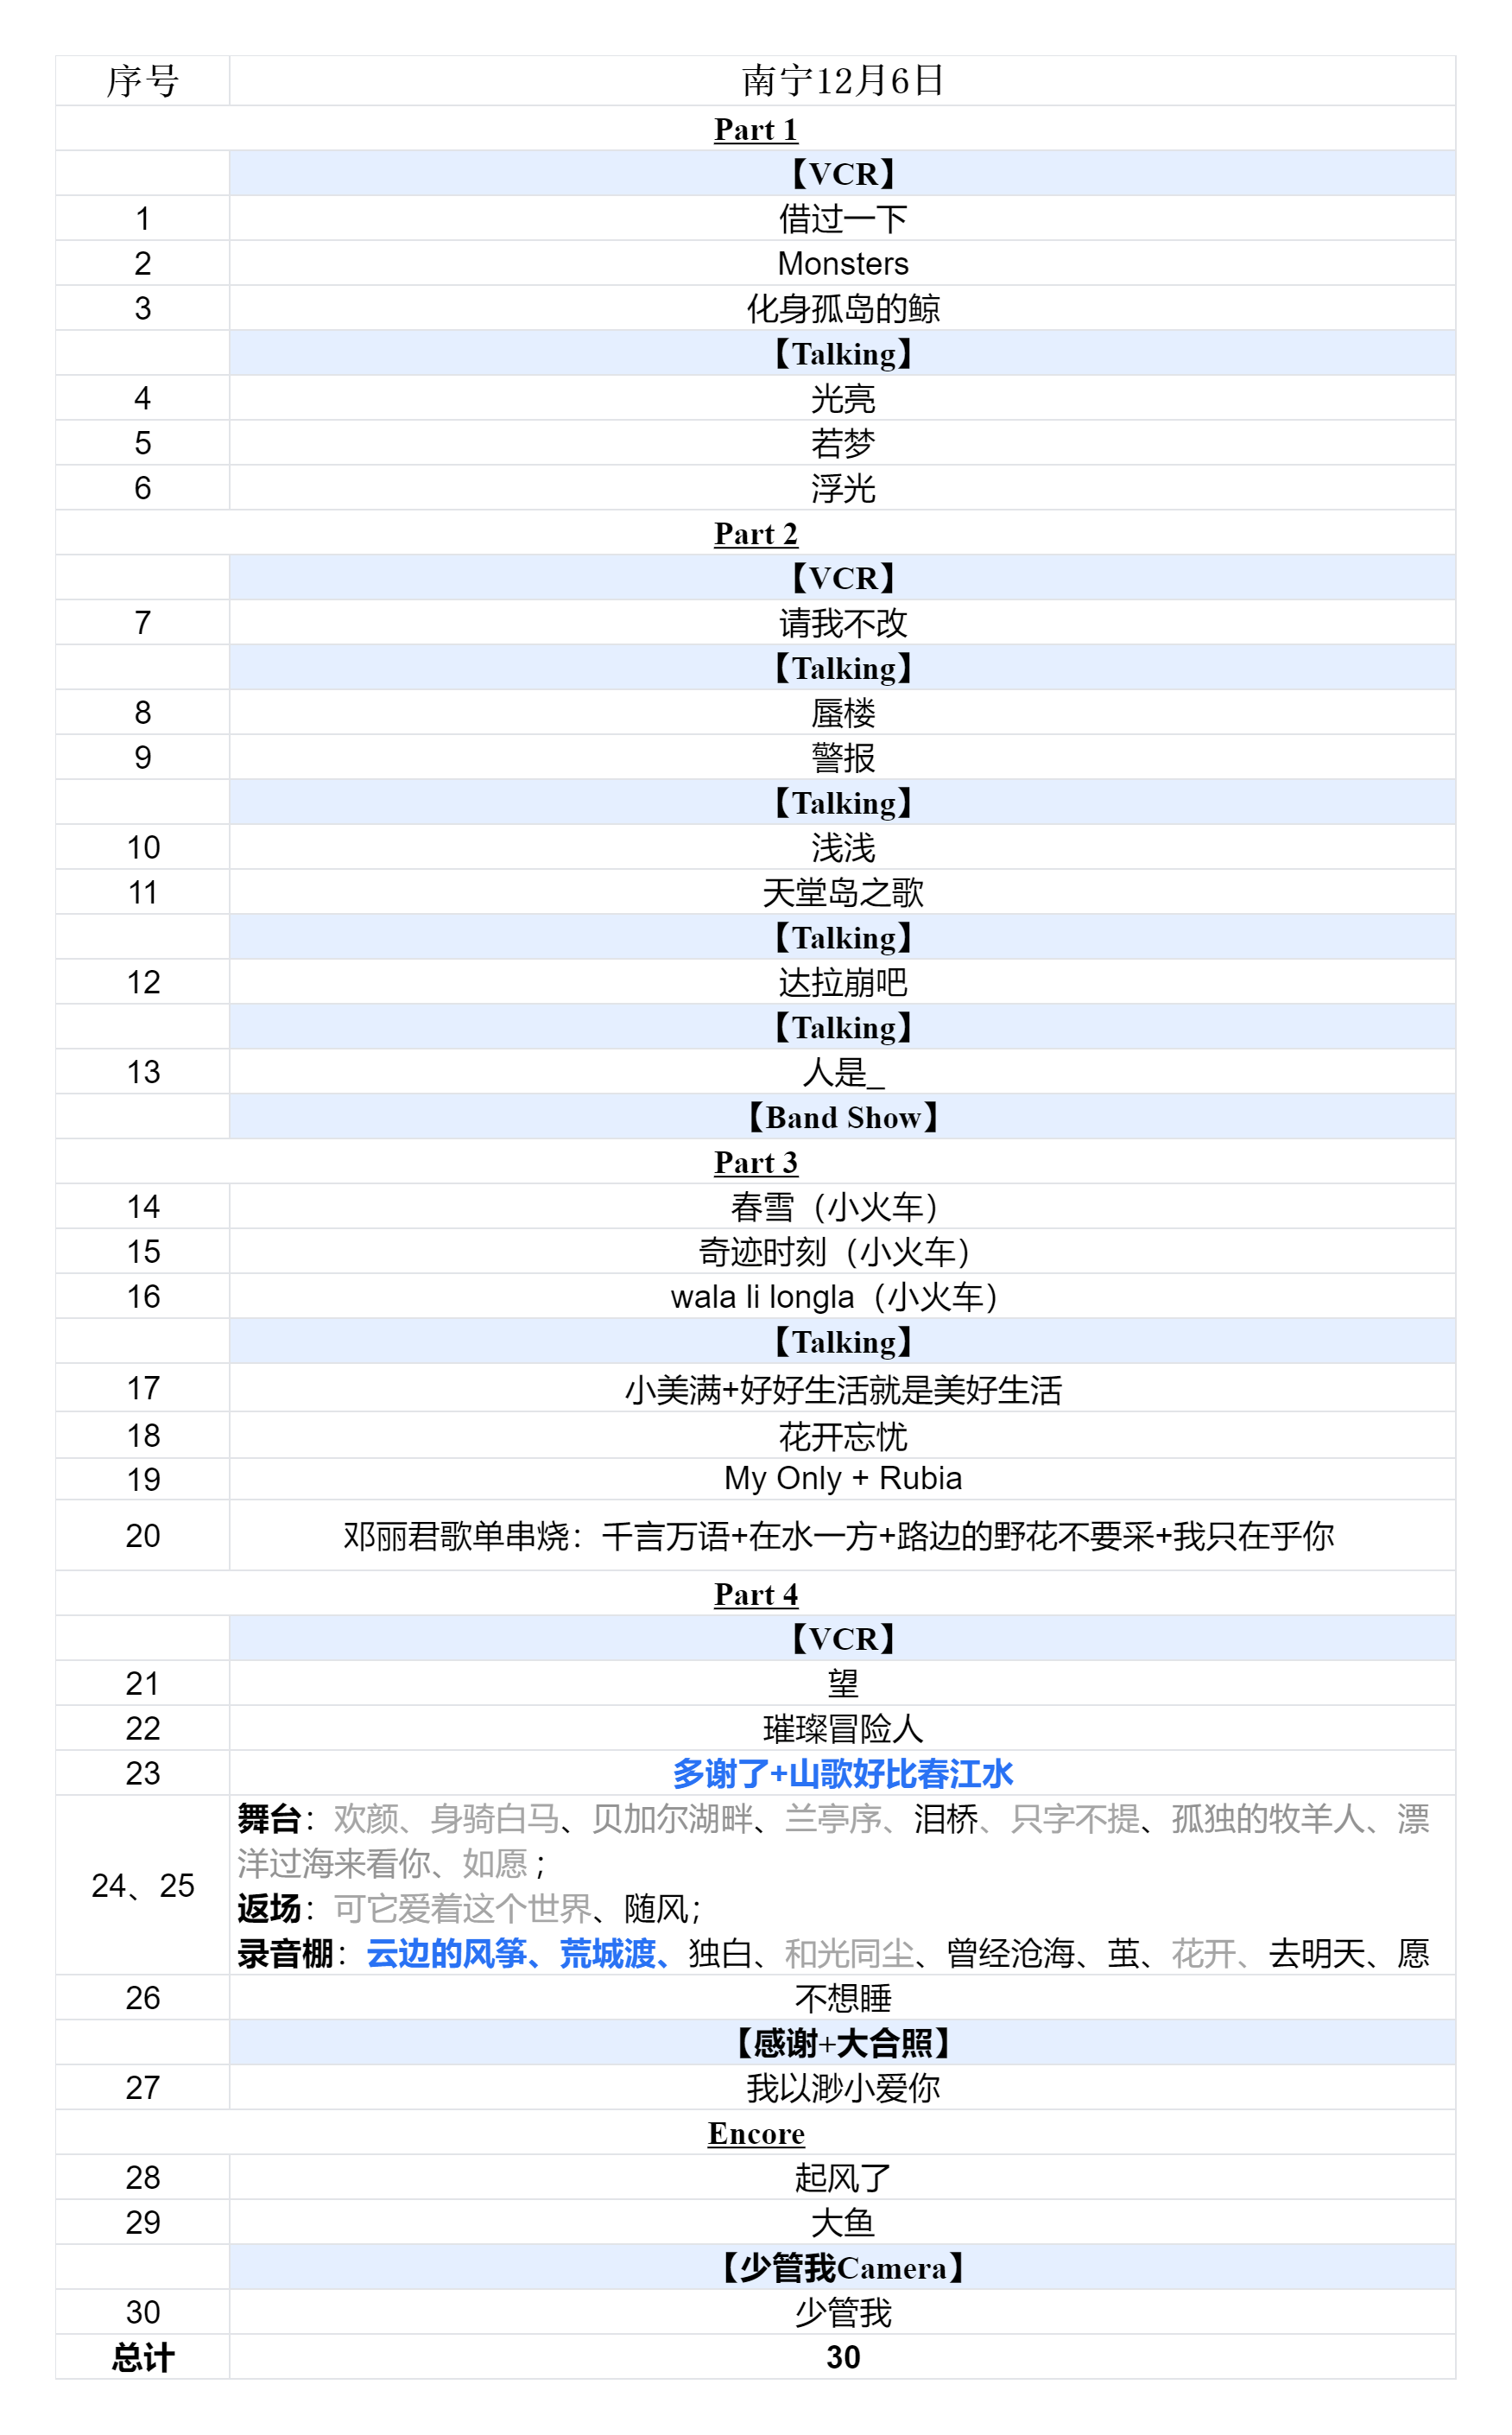 序号 南宁12月6日
Part 1
【VCR】
1 借过一下
2 Monsters
3 化身孤岛的鲸
【Talking】
4 光亮
5 若梦
6 浮光
Part 2
【VCR】
7 请我不改
【Talking】
8 蜃楼
9 警报
【Talking】
10 浅浅
11 天堂岛之歌
【Talking】
12 达拉崩吧
【Talking】
13 人是_
【Band Show】
Part 3
14 春雪（小火车）
15 奇迹时刻（小火车）
16 wala li longla（小火车）
【Talking】
17 小美满+好好生活就是美好生活
18 花开忘忧
19 My Only + Rubia
20 邓丽君歌单串烧：千言万语+在水一方+路边的野花不要采+我只在乎你
Part 4
【VCR】
21 望
22 璀璨冒险人
23 多谢了+山歌好比春江水
24、25
舞台：欢颜、身骑白马、贝加尔湖畔、兰亭序、泪桥、只字不提、孤独的牧羊人、漂
洋过海来看你、如愿；
返场：可它爱着这个世界、随风；
录音棚：云边的风筝、荒城渡、独白、和光同尘、曾经沧海、茧、花开、去明天、愿
26 不想睡
【感谢+大合照】
27 我以渺小爱你
Encore
28 起风了
29 大鱼
【少管我Camera】
30 少管我
总计 30